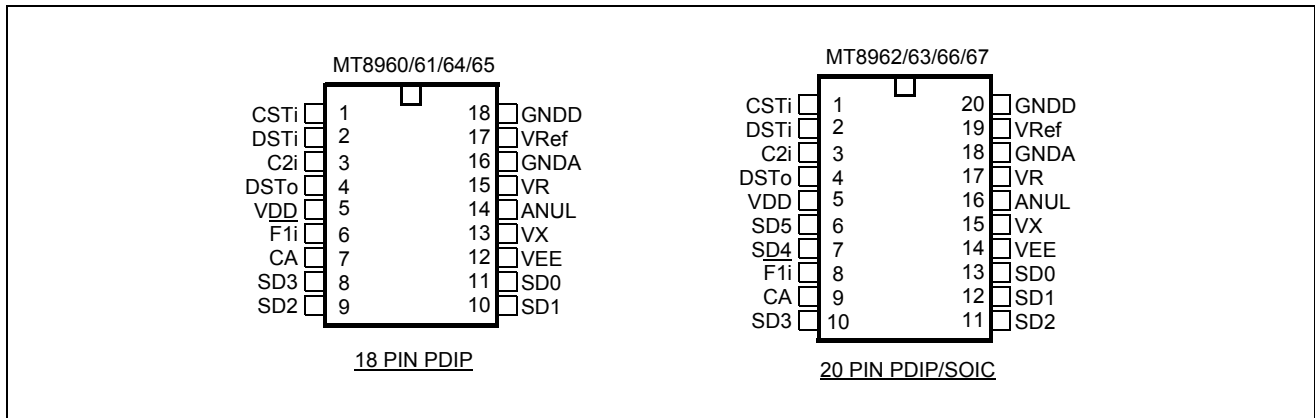 MT8960/61/64/65
CSTi 1 18 GNDD
DSTi 2 17 VRef
C2i 3 16 GNDA
DSTo 4 15 VR
VDD 5 14 ANUL
F1i 6 13 VX
CA 7 12 VEE
SD3 8 11 SD0
SD2 9 10 SD1
18 PIN PDIP
MT8962/63/66/67
CSTi 1 20 GNDD
DSTi 2 19 VRef
C2i 3 18 GNDA
DSTo 4 17 VR
VDD 5 16 ANUL
SD5 6 15 VX
SD4 7 14 VEE
F1i 8 13 SD0
CA 9 12 SD1
SD3 10 11 SD2
20 PIN PDIP/SOIC